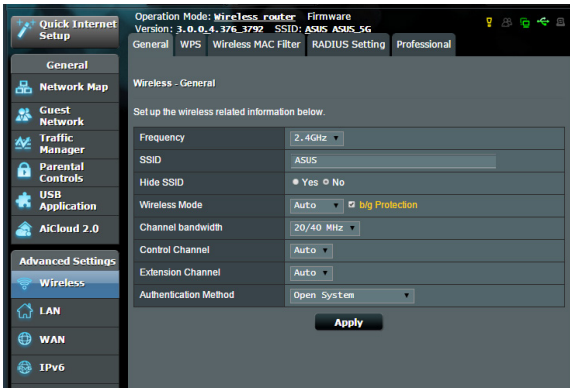 Quick Internet
Setup
General
Network Map
Guest
Network
Traffic
Manager
Parental
Controls
USB
Application
AiCloud 2.0
Advanced Settings
Wireless
LAN
WAN
IPv6
Operation Mode: Wireless router Firmware
Version: 3.0.0.4.376_3792 SSID: ASUS ASUS_5G
General WPS Wireless MAC Filter RADIUS Setting Professional
Wireless - General
Set up the wireless related information below.
Frequency 2.4GHz
SSID ASUS
Hide SSID Yes No
Wireless Mode Auto b/g Protection
Channel bandwidth 20/40 MHz
Control Channel Auto
Extension Channel Auto
Authentication Method Open System
Apply